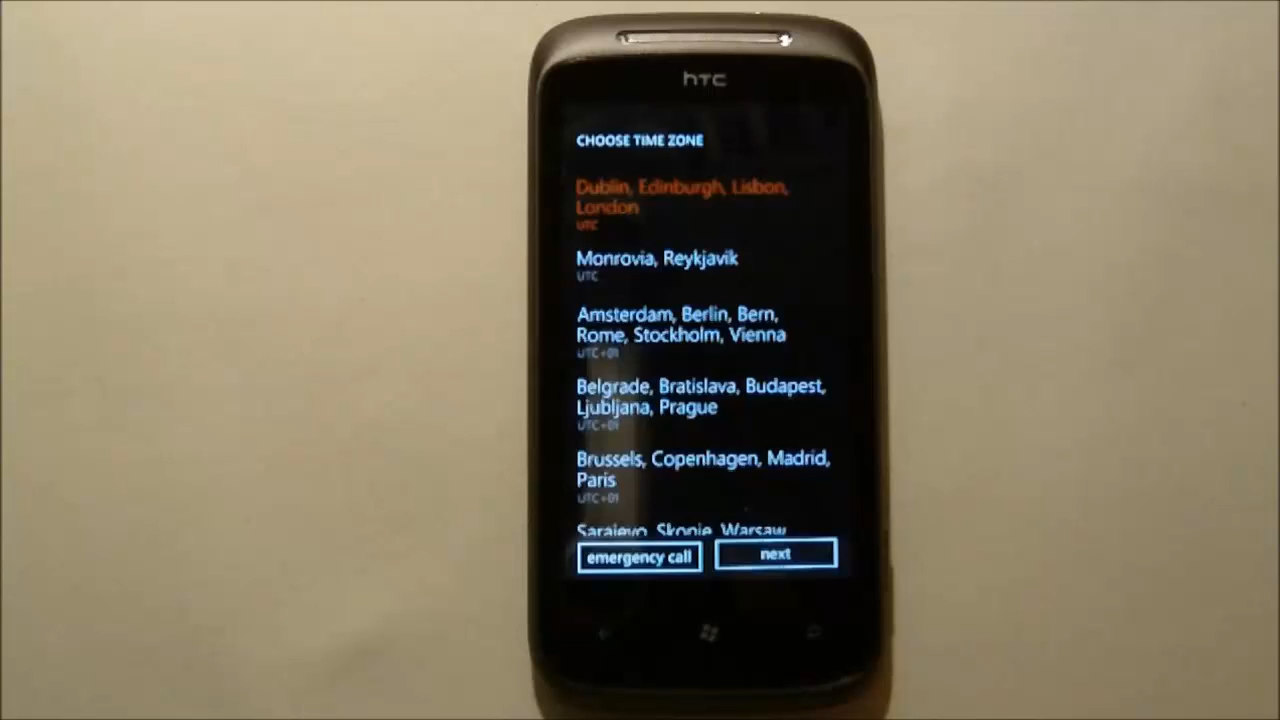 hTC
CHOOSE TIME ZONE
Dublin, Edinburgh, Lisbon,
London
UTC
Monrovia, Reykjavik
UTC
Amsterdam, Berlin, Bern,
Rome, Stockholm, Vienna
UTC+01
Belgrade, Bratislava, Budapest,
Ljubljana, Prague
UTC+01
Brussels, Copenhagen, Madrid,
Paris
UTC+01
Sarajevo, Skopje, Warsaw,
emergency call next